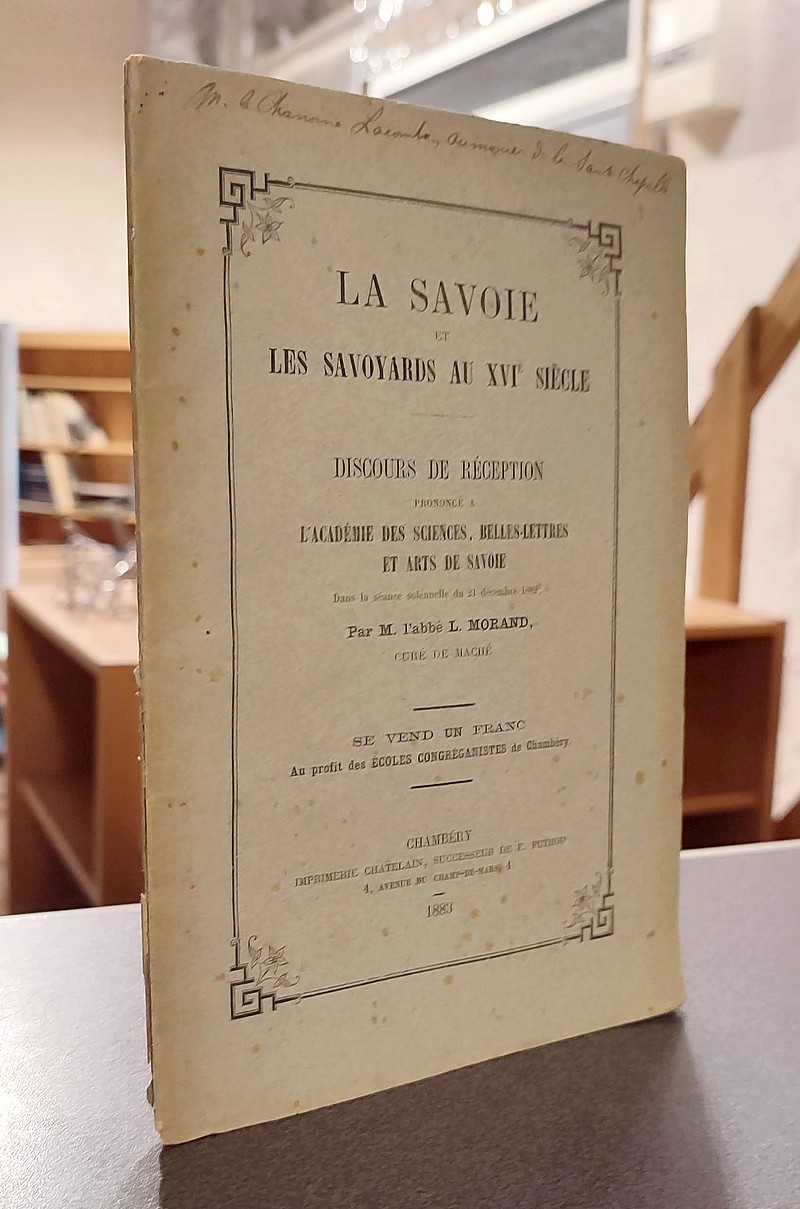 M. le Chanoine Lacombe, aumônier de la Sainte Chapelle
LA SAVOIE
ET
LES SAVOYARDS AU XVIᴱ SIÈCLE
DISCOURS DE RÉCEPTION
PRONONCÉ A
L'ACADÉMIE DES SCIENCES, BELLES-LETTRES
ET ARTS DE SAVOIE
Dans la séance solennelle du 21 décembre 1882,
Par M. l'abbé L. MORAND,
CURÉ DE MACHÉ
SE VEND UN FRANC
Au profit des ÉCOLES CONGRÉGANISTES de Chambéry
CHAMBÉRY
IMPRIMERIE CHATELAIN, SUCCESSEUR DE F. PUTHOD
4, AVENUE DU CHAMP-DE-MARS, 4
1883